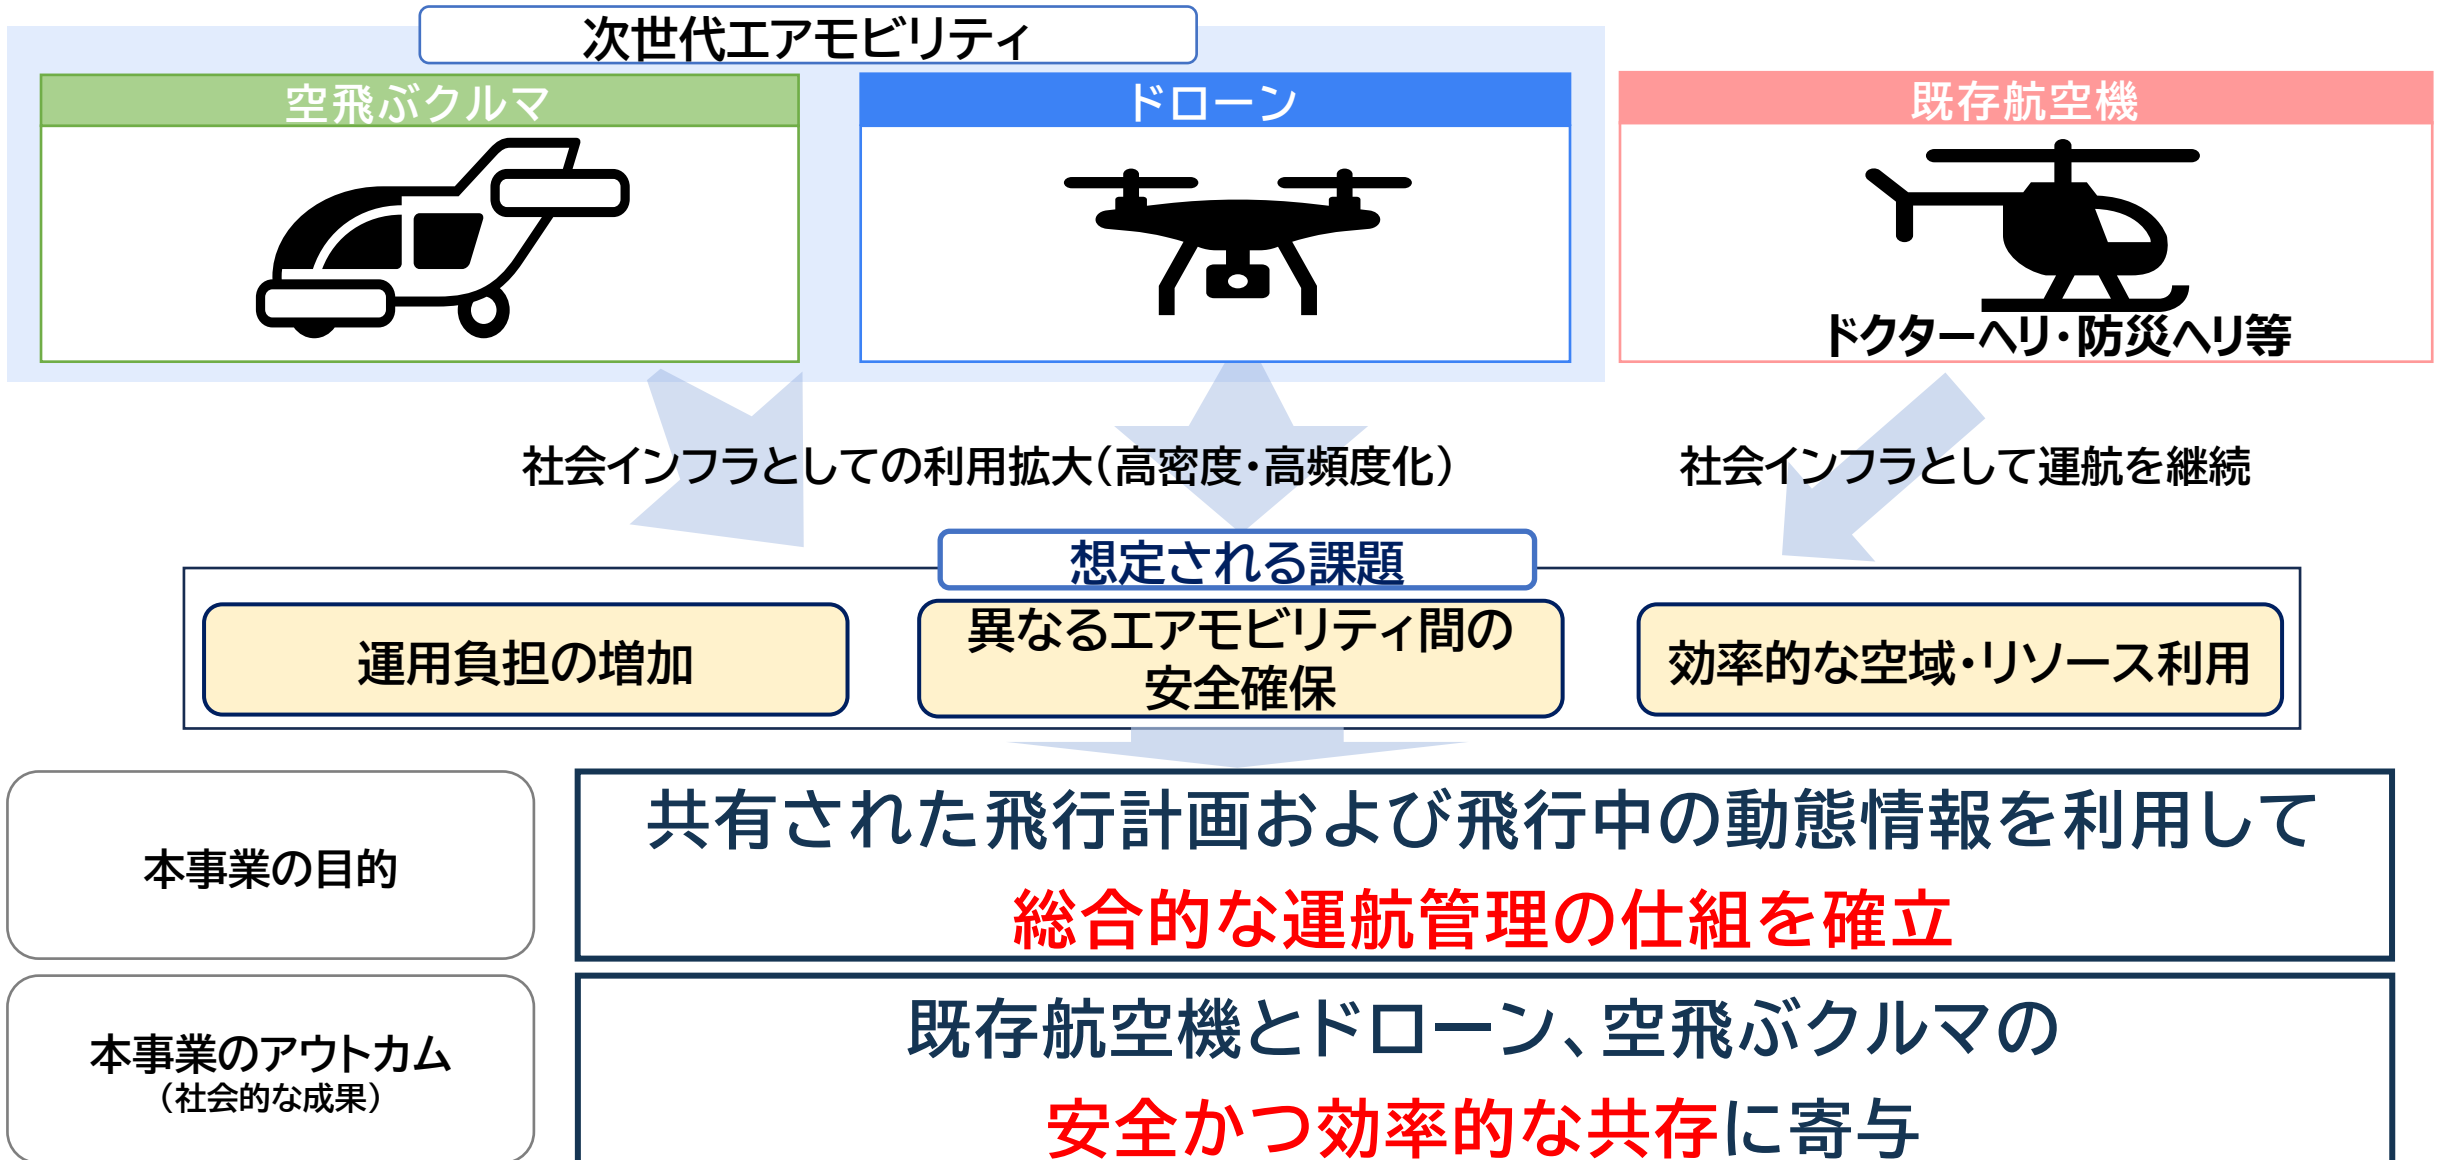 次世代エアモビリティ
空飛ぶクルマ
ドローン
既存航空機
ドクターヘリ・防災ヘリ等
社会インフラとしての利用拡大（高密度・高頻度化）
社会インフラとして運航を継続
想定される課題
運用負担の増加
異なるエアモビリティ間の
安全確保
効率的な空域・リソース利用
本事業の目的
共有された飛行計画および飛行中の動態情報を利用して
総合的な運航管理の仕組を確立
本事業のアウトカム
（社会的な成果）
既存航空機とドローン、空飛ぶクルマの
安全かつ効率的な共存に寄与